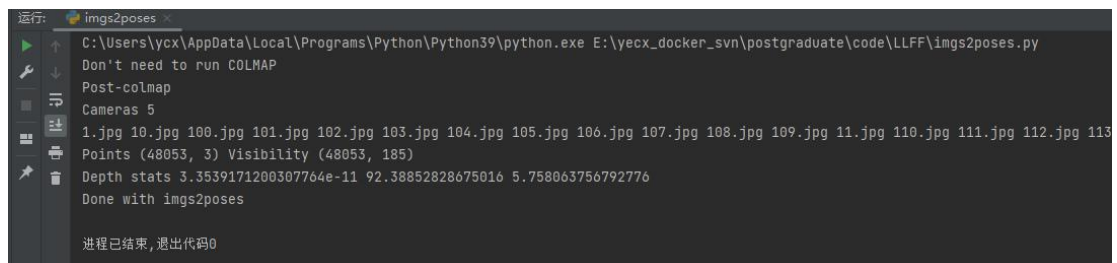 运行: imgs2poses
C:\Users\ycx\AppData\Local\Programs\Python\Python39\python.exe E:\yecx_docker_svn\postgraduate\code\LLFF\imgs2poses.py
Don't need to run COLMAP
Post-colmap
Cameras 5
1.jpg 10.jpg 100.jpg 101.jpg 102.jpg 103.jpg 104.jpg 105.jpg 106.jpg 107.jpg 108.jpg 109.jpg 11.jpg 110.jpg 111.jpg 112.jpg 113
Points (48053, 3) Visibility (48053, 185)
Depth stats 3.3539171200307764e-11 92.38852828675016 5.758063756792776
Done with imgs2poses
进程已结束,退出代码0